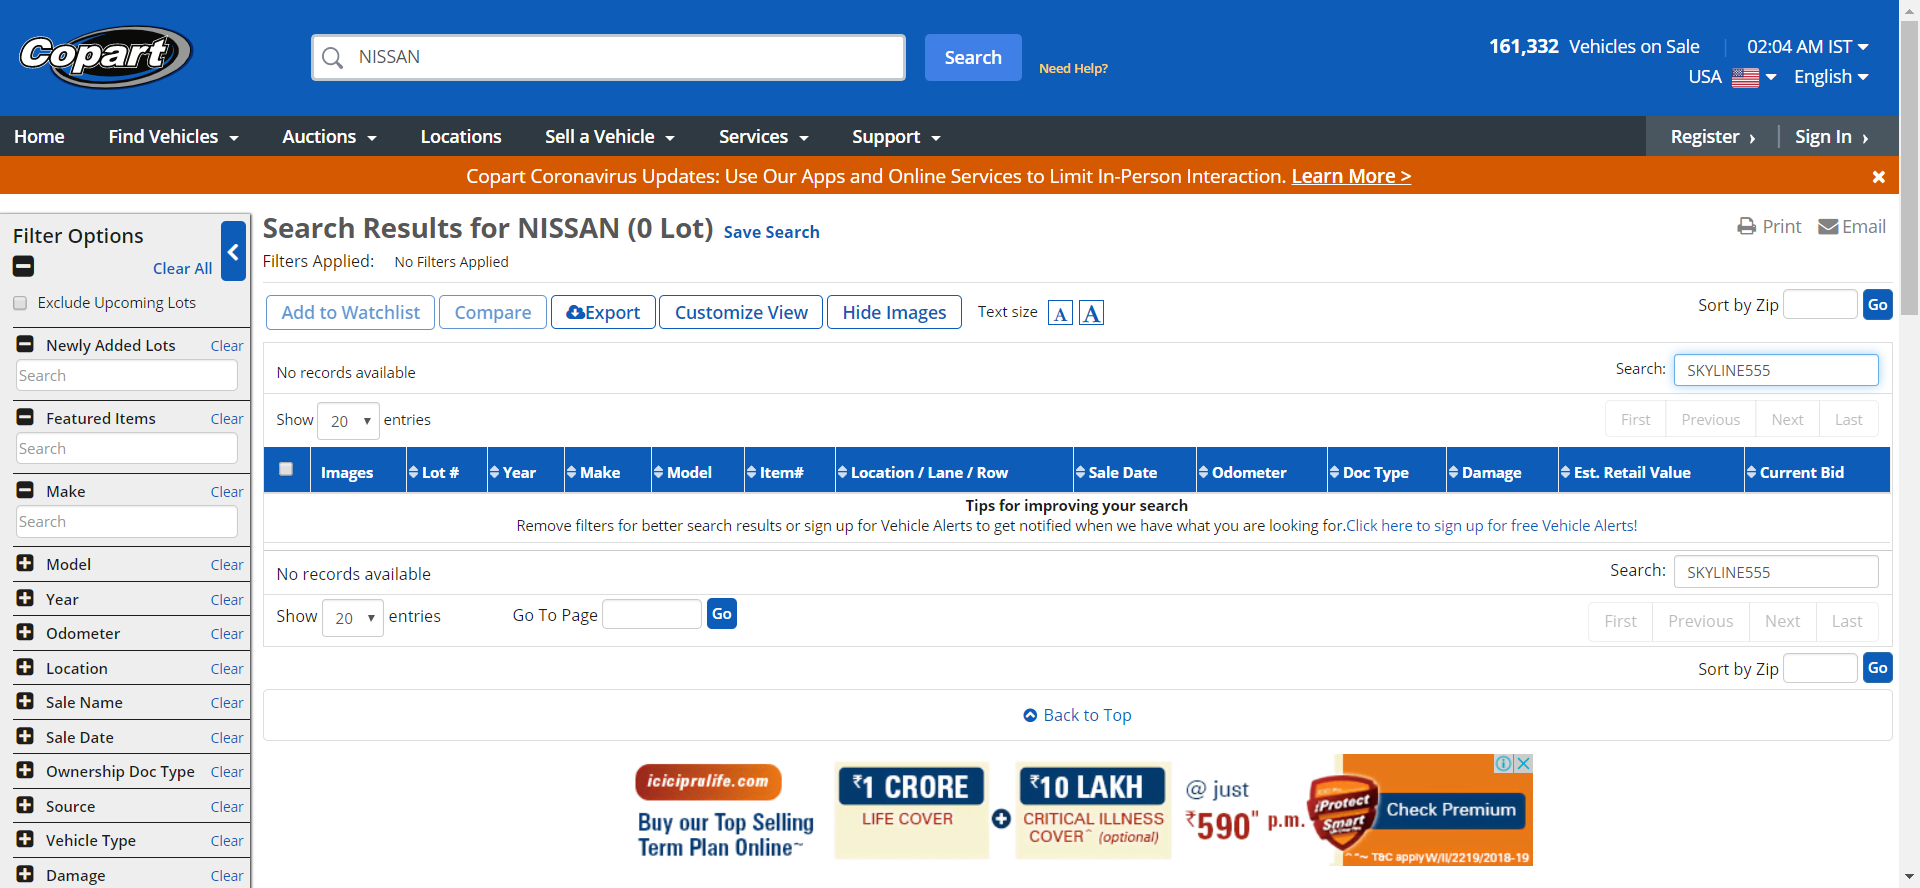 Copart
NISSAN
Search
Need Help?
161,332 Vehicles on Sale
02:04 AM IST
USA
English
Home
Find Vehicles
Auctions
Locations
Sell a Vehicle
Services
Support
Register ›
Sign In ›
Copart Coronavirus Updates: Use Our Apps and Online Services to Limit In-Person Interaction. Learn More >
Filter Options
Clear All
Exclude Upcoming Lots
Newly Added Lots Clear
Search
Featured Items Clear
Search
Make Clear
Search
Model Clear
Year Clear
Odometer Clear
Location Clear
Sale Name Clear
Sale Date Clear
Ownership Doc Type Clear
Source Clear
Vehicle Type Clear
Damage Clear
Search Results for NISSAN (0 Lot) Save Search
Print Email
Filters Applied: No Filters Applied
Add to Watchlist Compare Export Customize View Hide Images Text size A A
Sort by Zip Go
No records available
Search: SKYLINE555
Show 20 entries
First Previous Next Last
Images Lot # Year Make Model Item# Location / Lane / Row Sale Date Odometer Doc Type Damage Est. Retail Value Current Bid
Tips for improving your search
Remove filters for better search results or sign up for Vehicle Alerts to get notified when we have what you are looking for.Click here to sign up for free Vehicle Alerts!
No records available
Search: SKYLINE555
Show 20 entries
Go To Page Go
First Previous Next Last
Sort by Zip Go
Back to Top
iciciprulife.com
Buy our Top Selling
Term Plan Online~
₹1 CRORE
LIFE COVER
₹10 LAKH
CRITICAL ILLNESS
COVER^ (optional)
@ just
₹590" p.m.
iProtect
Smart
Check Premium
^"~ T&C apply W/II/2219/2018-19